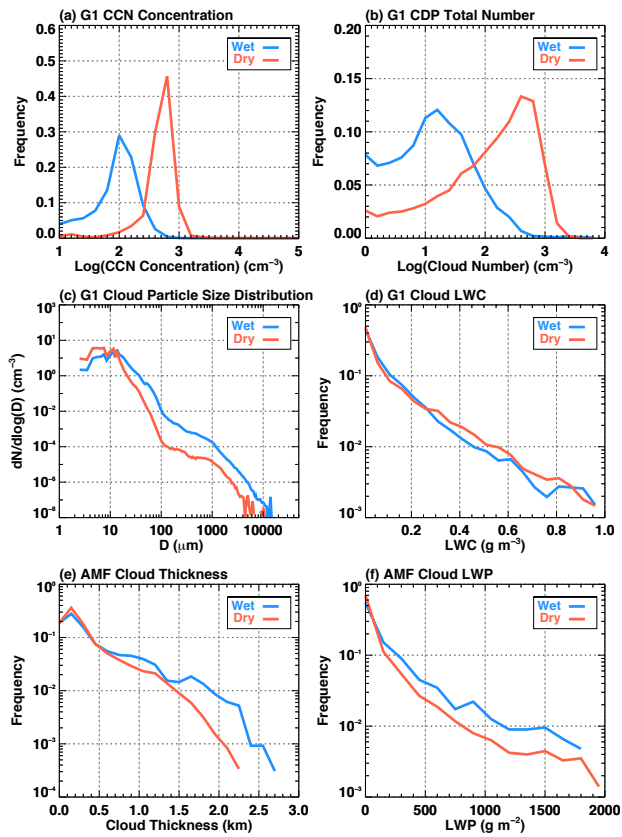 (a) G1 CCN Concentration
0.6
0.5
0.4
0.3
0.2
0.1
0.0
Frequency
Wet
Dry
1 2 3 4 5
Log(CCN Concentration) (cm⁻³)
(b) G1 CDP Total Number
0.20
0.15
0.10
0.05
0.00
Frequency
Wet
Dry
0 1 2 3 4
Log(Cloud Number) (cm⁻³)
(c) G1 Cloud Particle Size Distribution
10⁴
10²
10⁰
10⁻²
10⁻⁴
10⁻⁶
10⁻⁸
dN/dlog(D) (cm⁻³)
Wet
Dry
1 10 100 1000 10000
D (μm)
(d) G1 Cloud LWC
10⁰
10⁻¹
10⁻²
10⁻³
Frequency
Wet
Dry
0.2 0.4 0.6 0.8 1.0
LWC (g m⁻³)
(e) AMF Cloud Thickness
10⁰
10⁻¹
10⁻²
10⁻³
10⁻⁴
Frequency
Wet
Dry
0.0 0.5 1.0 1.5 2.0 2.5 3.0
Cloud Thickness (km)
(f) AMF Cloud LWP
10⁰
10⁻¹
10⁻²
10⁻³
Frequency
Wet
Dry
0 500 1000 1500 2000
LWP (g m⁻²)